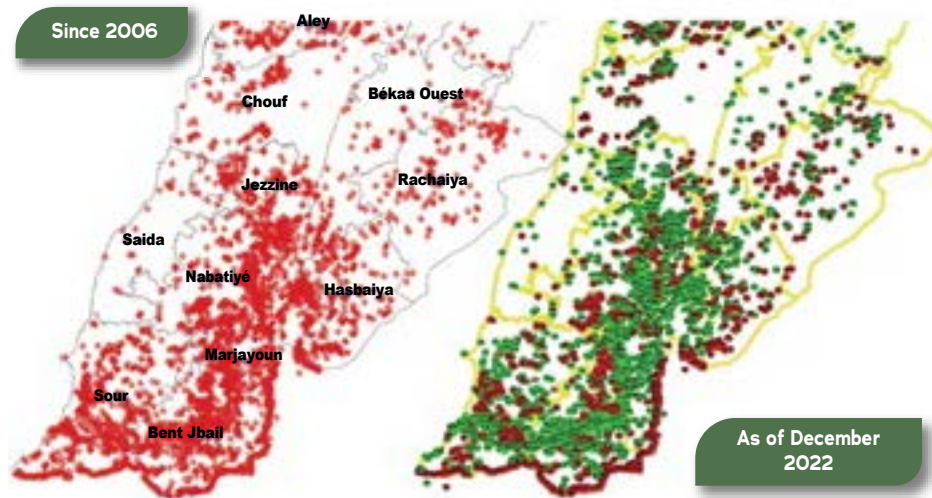 Since 2006
Aley
Chouf
Békaa Ouest
Jezzine
Rachaiya
Saida
Nabatiyé
Hasbaiya
Marjayoun
Sour
Bent Jbail
As of December
2022